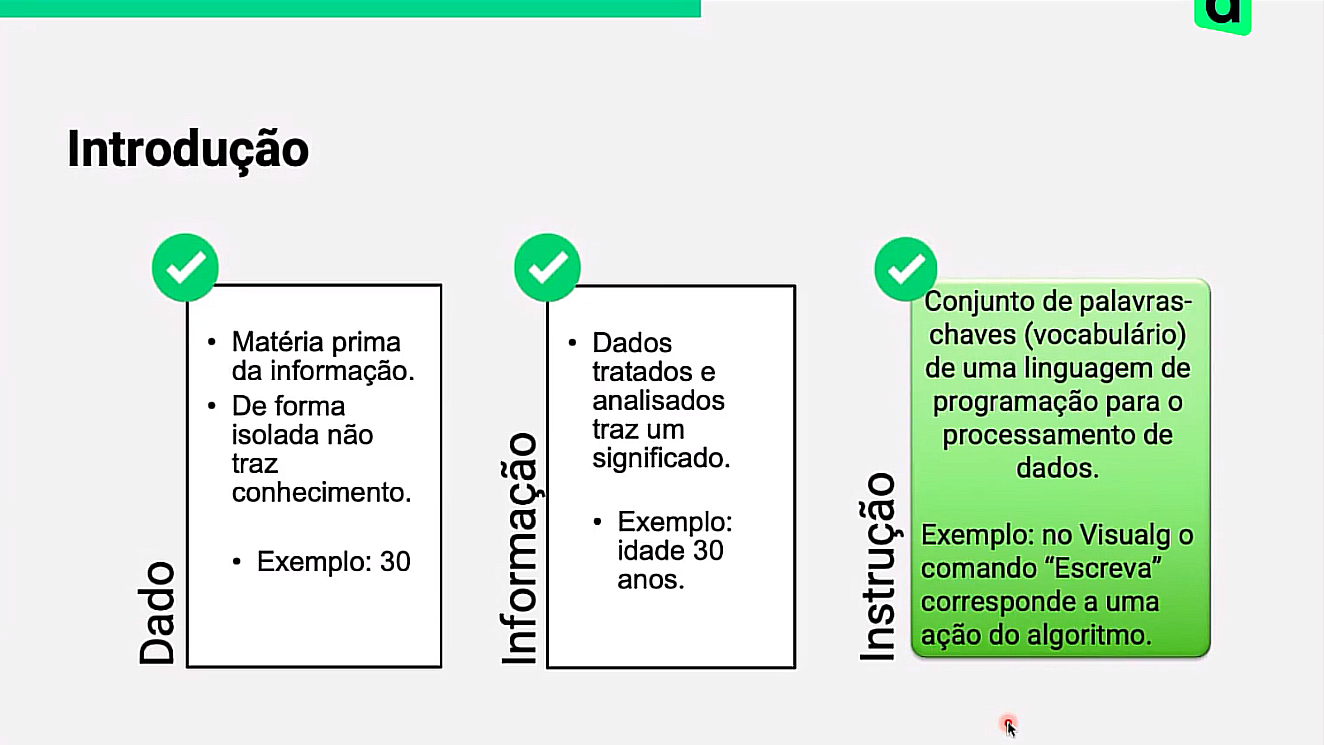 d
Introdução
Dado
• Matéria prima
da informação.
• De forma
isolada não
traz
conhecimento.
• Exemplo: 30
Informação
• Dados
tratados e
analisados
traz um
significado.
• Exemplo:
idade 30
anos.
Instrução
Conjunto de palavras-
chaves (vocabulário)
de uma linguagem de
programação para o
processamento de
dados.
Exemplo: no Visualg o
comando “Escreva”
corresponde a uma
ação do algoritmo.